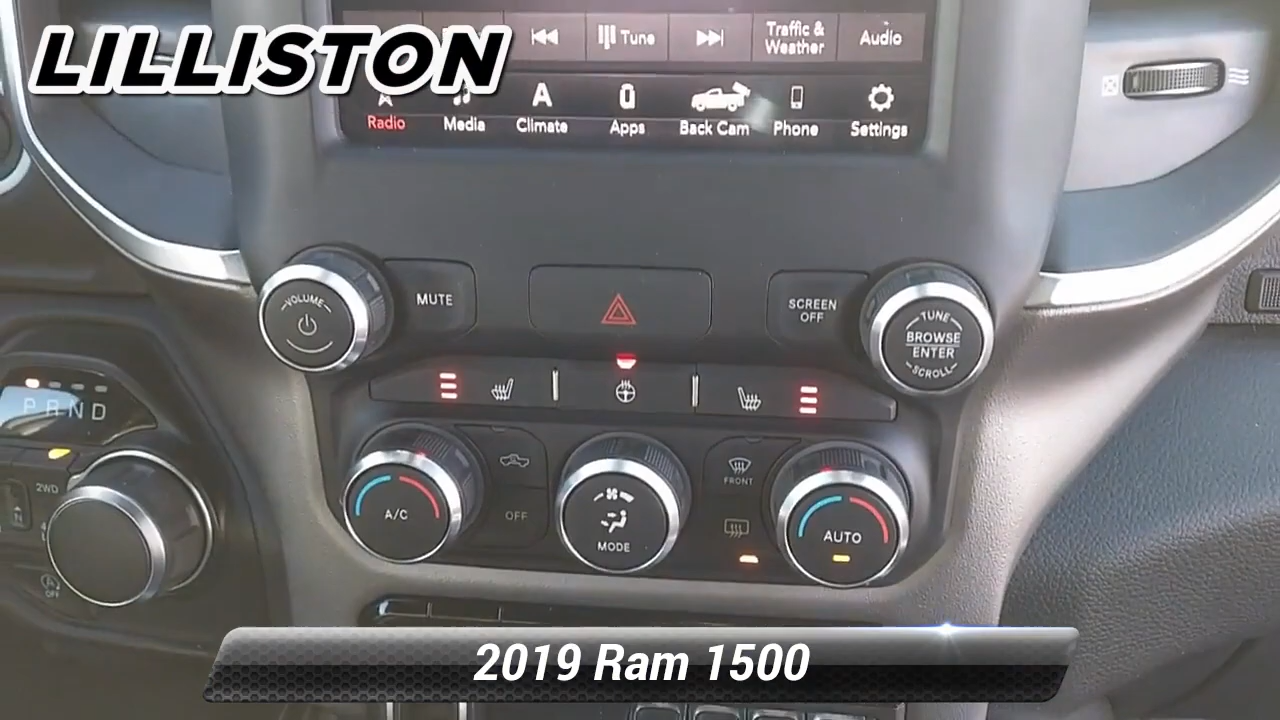 LILLISTON
Tune
Traffic &
Weather
Audio
Radio
Media
Climate
Apps
Back Cam
Phone
Settings
VOLUME
MUTE
SCREEN
OFF
TUNE
BROWSE
ENTER
SCROLL
P R N D
2WD
OFF
A/C
OFF
MODE
FRONT
AUTO
2019 Ram 1500